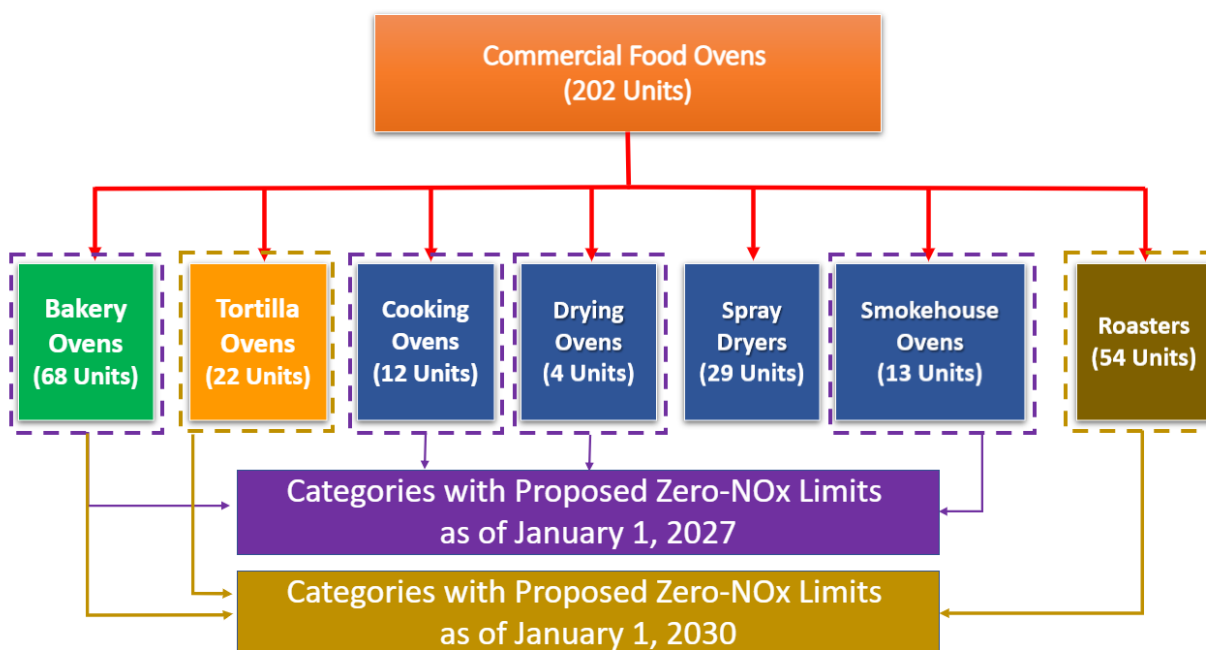 Commercial Food Ovens
(202 Units)
Bakery
Ovens
(68 Units)
Tortilla
Ovens
(22 Units)
Cooking
Ovens
(12 Units)
Drying
Ovens
(4 Units)
Spray
Dryers
(29 Units)
Smokehouse
Ovens
(13 Units)
Roasters
(54 Units)
Categories with Proposed Zero-NOx Limits
as of January 1, 2027
Categories with Proposed Zero-NOx Limits
as of January 1, 2030